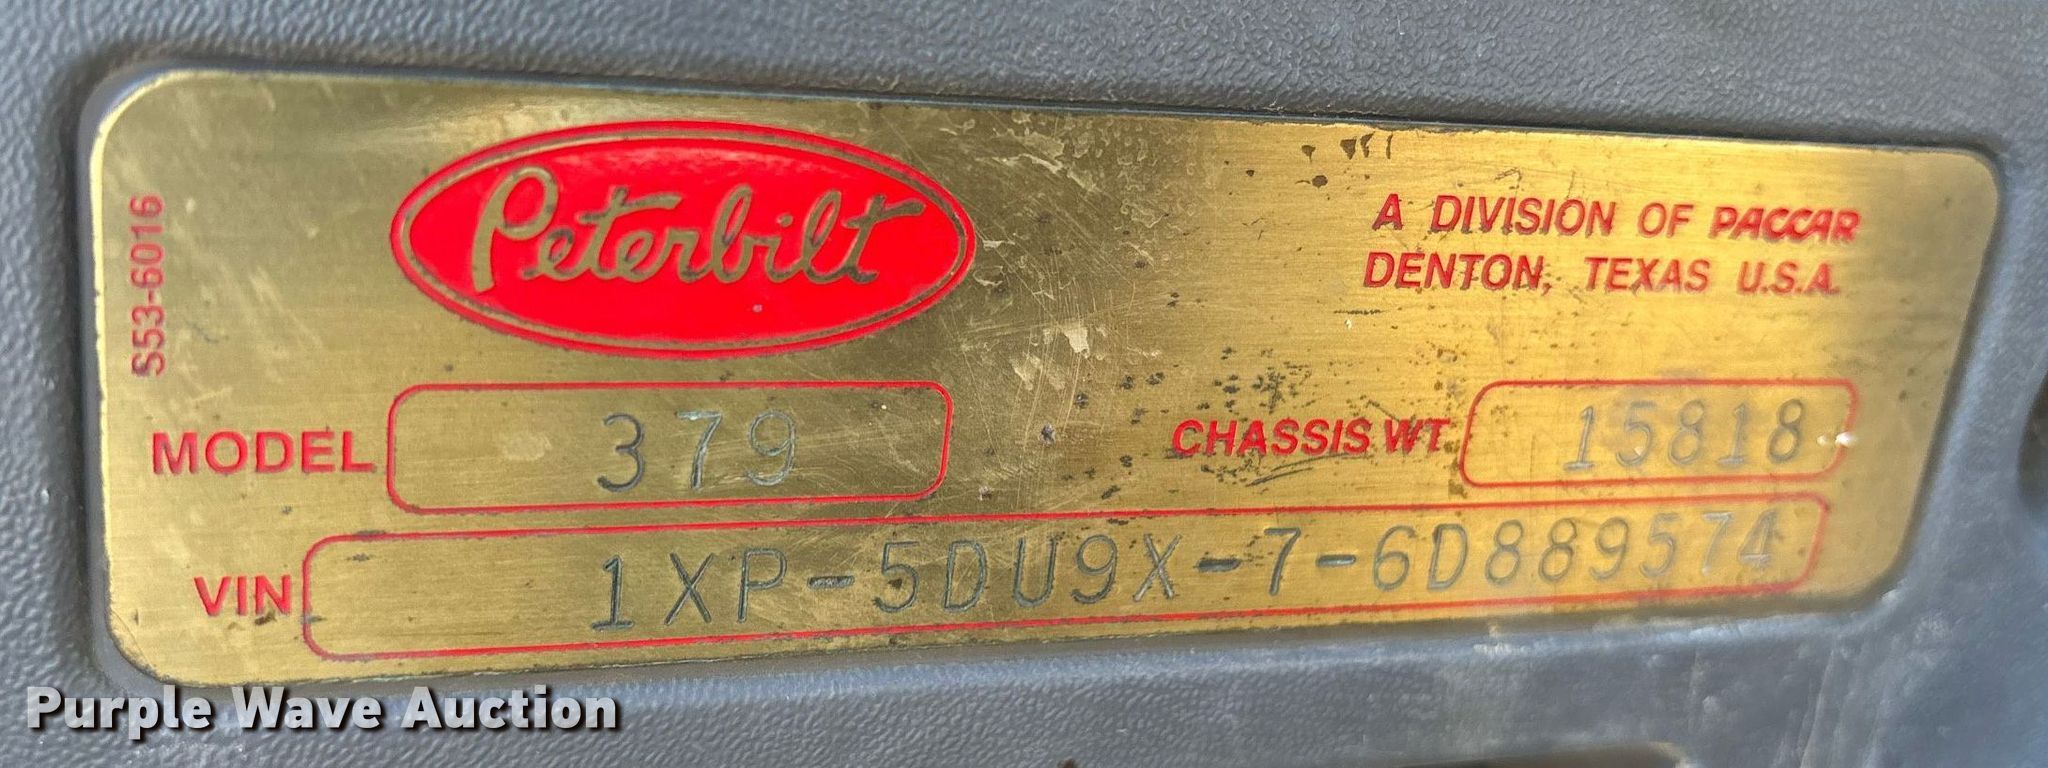 S53-6016
Peterbilt
A DIVISION OF PACCAR
DENTON, TEXAS U.S.A.
MODEL 379
CHASSIS WT 15818
VIN 1XP-5DU9X-7-6D889574
Purple Wave Auction